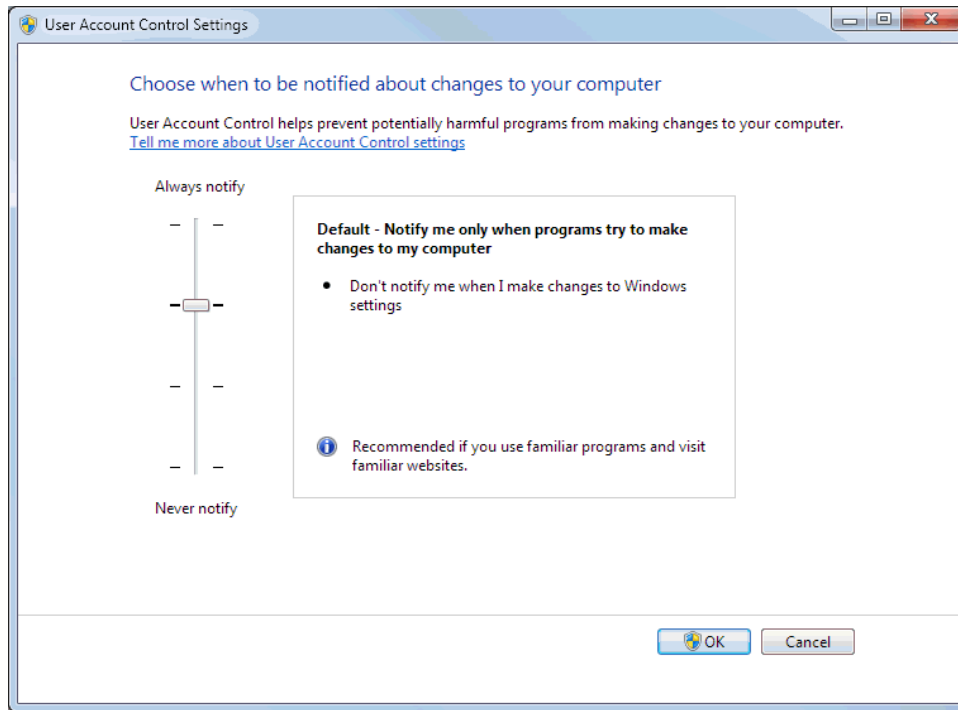 User Account Control Settings
Choose when to be notified about changes to your computer
User Account Control helps prevent potentially harmful programs from making changes to your computer.
Tell me more about User Account Control settings
Always notify
Default - Notify me only when programs try to make
changes to my computer
• Don't notify me when I make changes to Windows
settings
Recommended if you use familiar programs and visit
familiar websites.
Never notify
OK
Cancel